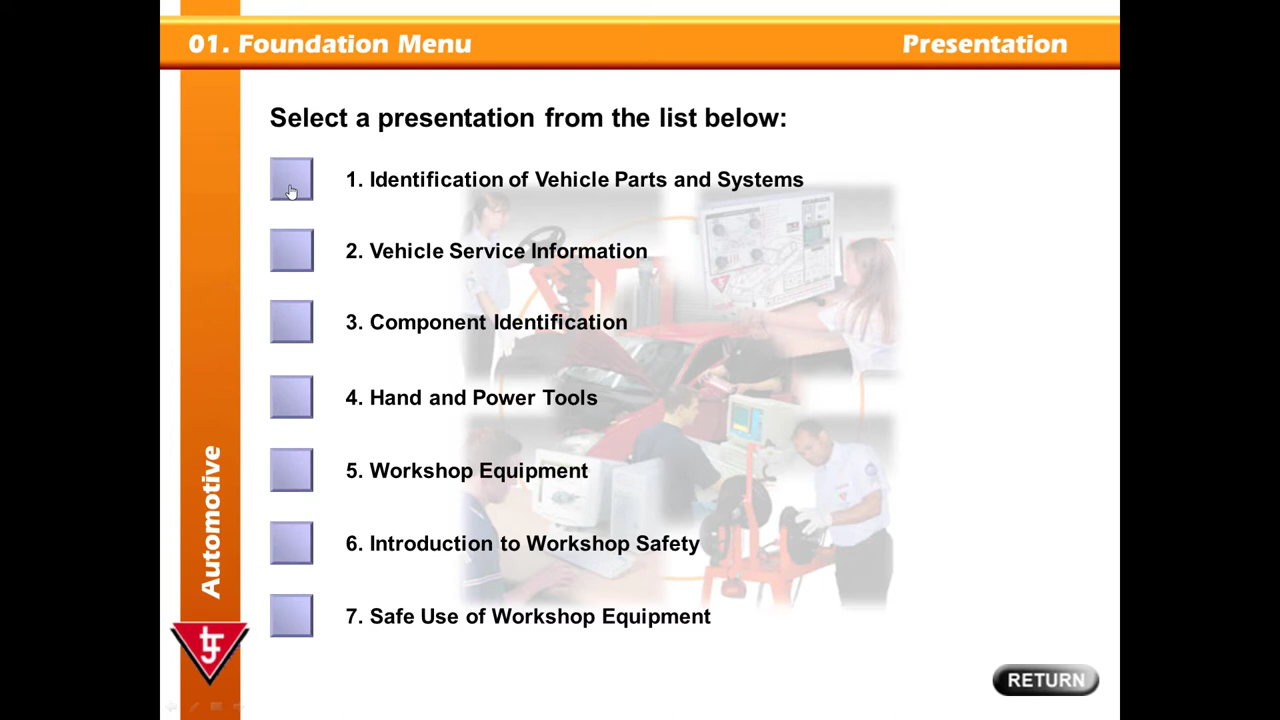 01. Foundation Menu
Presentation
Select a presentation from the list below:
1. Identification of Vehicle Parts and Systems
2. Vehicle Service Information
3. Component Identification
4. Hand and Power Tools
5. Workshop Equipment
6. Introduction to Workshop Safety
7. Safe Use of Workshop Equipment
Automotive
RETURN